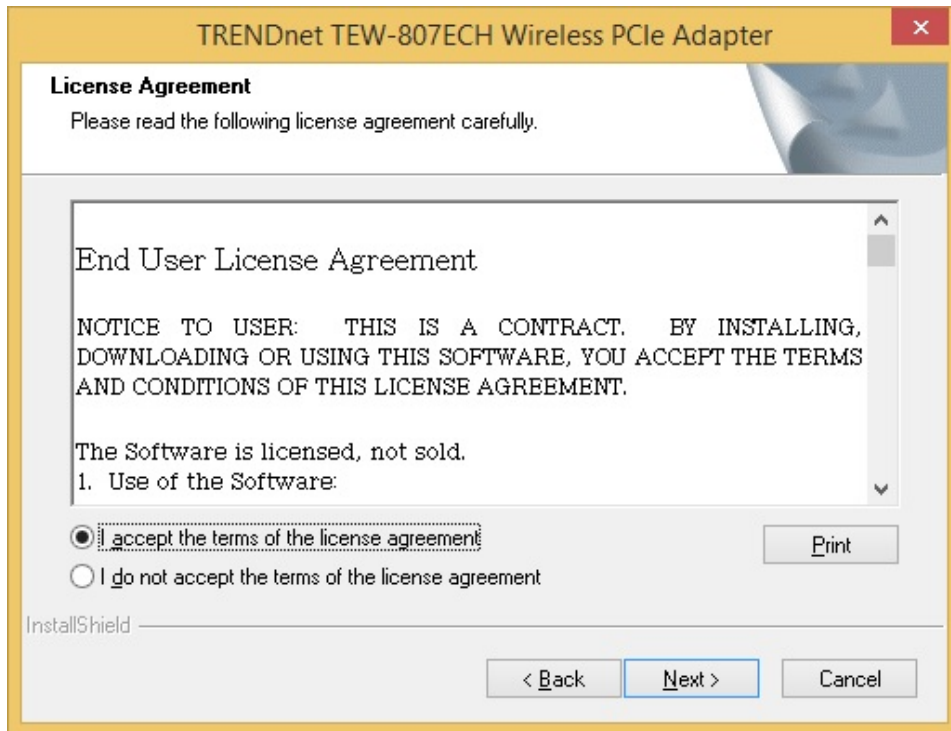 TRENDnet TEW-807ECH Wireless PCIe Adapter
License Agreement
Please read the following license agreement carefully.
End User License Agreement
NOTICE TO USER: THIS IS A CONTRACT. BY INSTALLING,
DOWNLOADING OR USING THIS SOFTWARE, YOU ACCEPT THE TERMS
AND CONDITIONS OF THIS LICENSE AGREEMENT.
The Software is licensed, not sold.
1. Use of the Software:
I accept the terms of the license agreement
Print
I do not accept the terms of the license agreement
InstallShield
< Back
Next >
Cancel